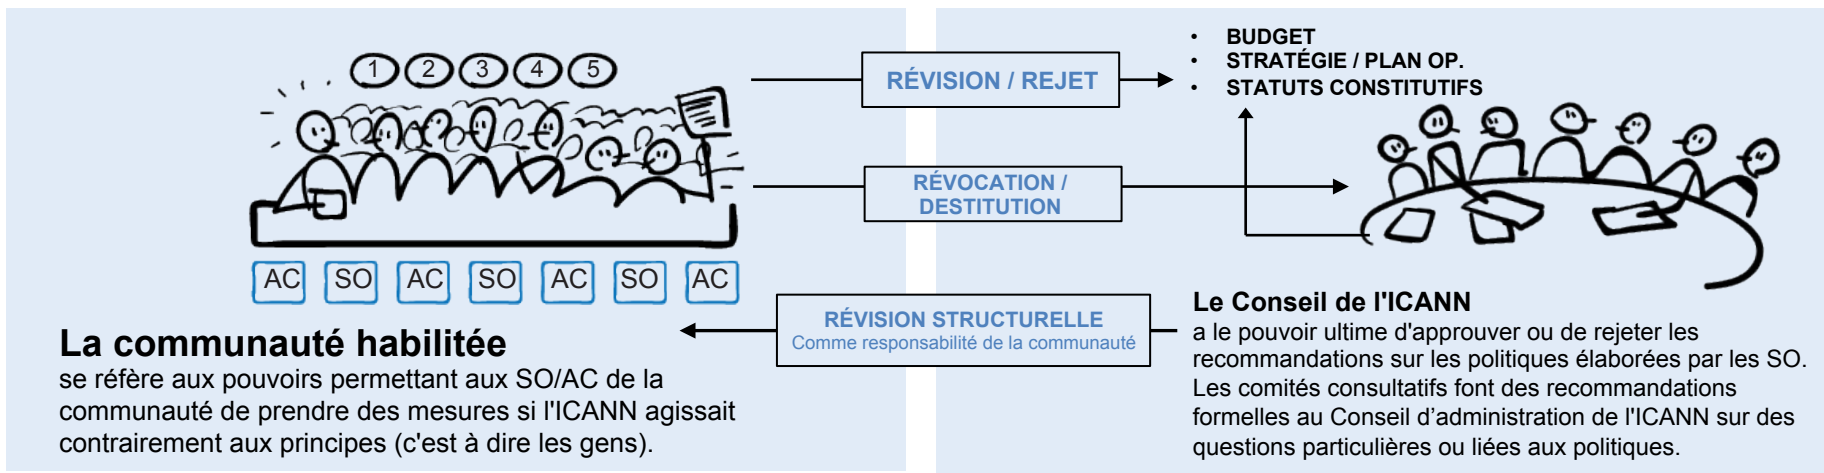 1 2 3 4 5
AC SO AC SO AC SO AC
La communauté habilitée
se réfère aux pouvoirs permettant aux SO/AC de la
communauté de prendre des mesures si l'ICANN agissait
contrairement aux principes (c'est à dire les gens).
RÉVISION / REJET
RÉVOCATION /
DESTITUTION
RÉVISION STRUCTURELLE
Comme responsabilité de la communauté
• BUDGET
• STRATÉGIE / PLAN OP.
• STATUTS CONSTITUTIFS
Le Conseil de l'ICANN
a le pouvoir ultime d'approuver ou de rejeter les
recommandations sur les politiques élaborées par les SO.
Les comités consultatifs font des recommandations
formelles au Conseil d’administration de l'ICANN sur des
questions particulières ou liées aux politiques.